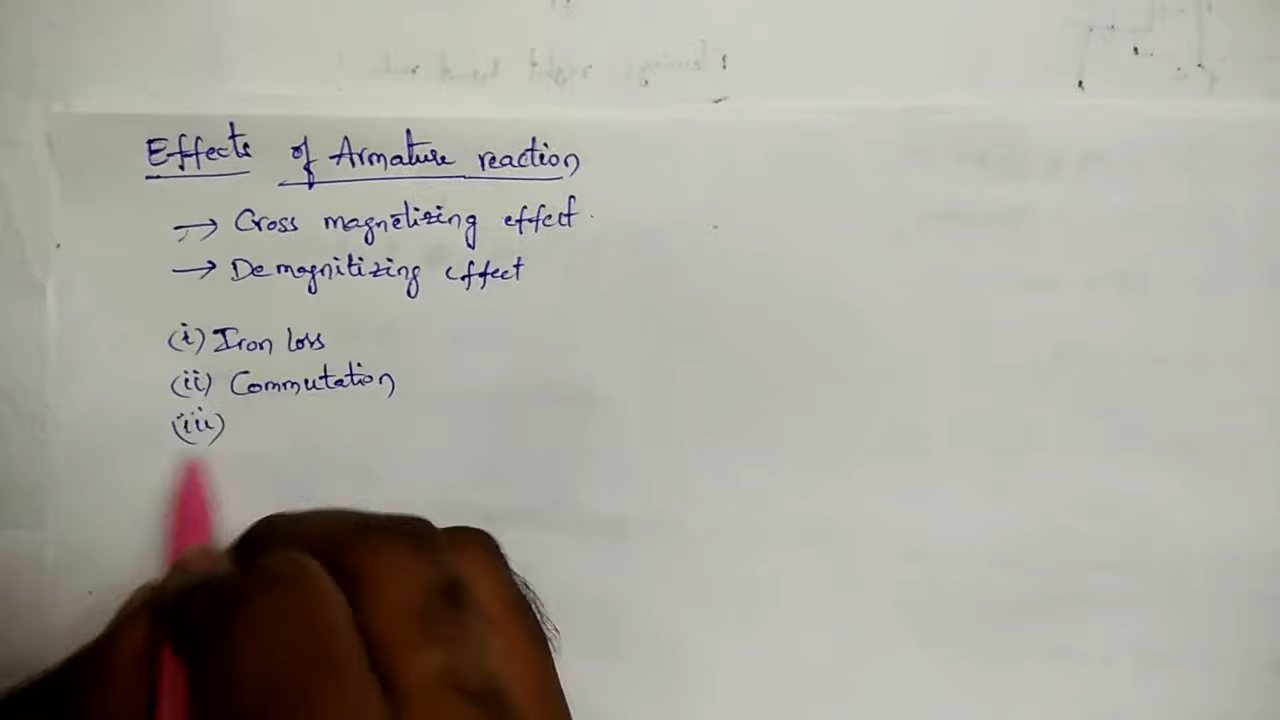 Effects of Armature reaction
→ Cross magnetizing effect.
→ Demagnitizing effect
(i) Iron loss
(ii) Commutation
(iii)